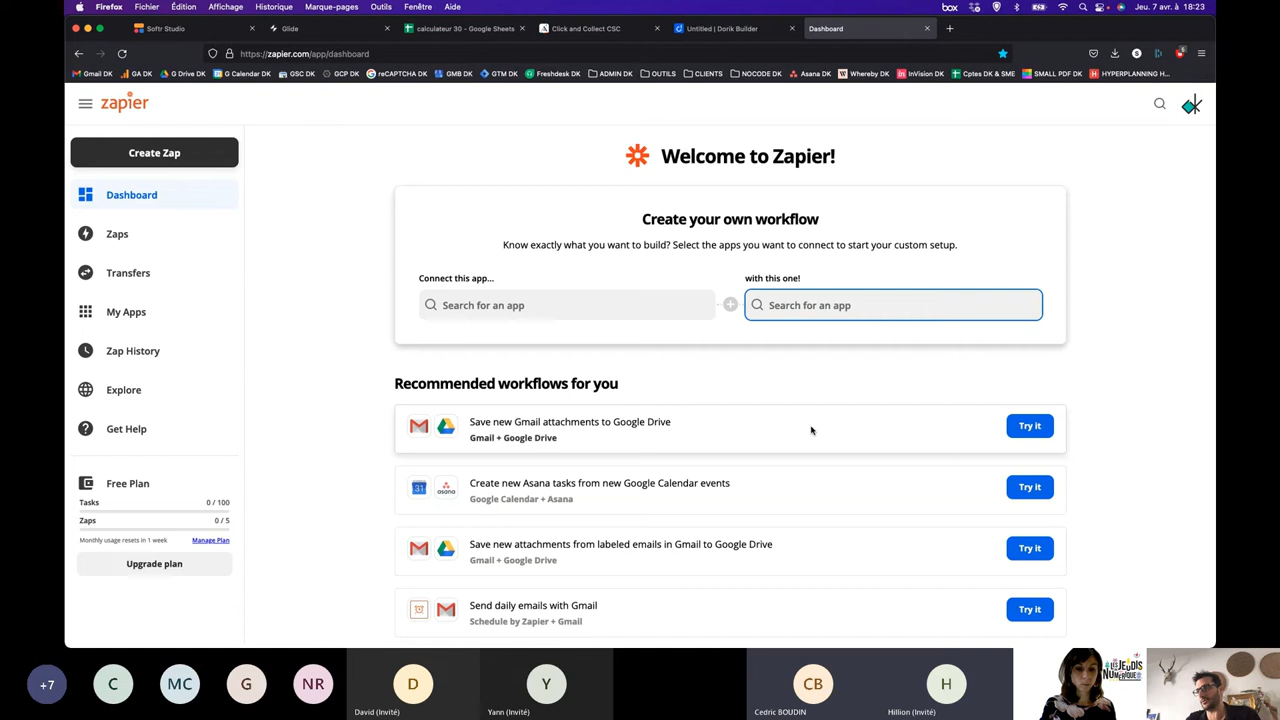 Firefox Fichier Édition Affichage Historique Marque-pages Outils Fenêtre Aide
box Jeu. 7 avr. à 18:23
Softr Studio
Glide
calculateur 30 - Google Sheets
Click and Collect CSC
Untitled | Dorik Builder
Dashboard
https://zapier.com/app/dashboard
Gmail DK GA DK G Drive DK G Calendar DK GSC DK GCP DK reCAPTCHA DK GMB DK GTM DK Freshdesk DK ADMIN DK OUTILS CLIENTS NOCODE DK Asana DK Whereby DK InVision DK Cptes DK & SME SMALL PDF DK HYPERPLANNING H...
zapier
Create Zap
Dashboard
Zaps
Transfers
My Apps
Zap History
Explore
Get Help
Free Plan
Tasks 0 / 100
Zaps 0 / 5
Monthly usage resets in 1 week Manage Plan
Upgrade plan
Welcome to Zapier!
Create your own workflow
Know exactly what you want to build? Select the apps you want to connect to start your custom setup.
Connect this app...
with this one!
Search for an app
Search for an app
Recommended workflows for you
Save new Gmail attachments to Google Drive
Gmail + Google Drive
Try it
Create new Asana tasks from new Google Calendar events
Google Calendar + Asana
Try it
Save new attachments from labeled emails in Gmail to Google Drive
Gmail + Google Drive
Try it
Send daily emails with Gmail
Schedule by Zapier + Gmail
Try it
+7
C
MC
G
NR
D
David (Invité)
Y
Yann (Invité)
CB
Cedric BOUDIN
H
Hillion (Invité)
#LES JEUDIS
NUMERIQUE